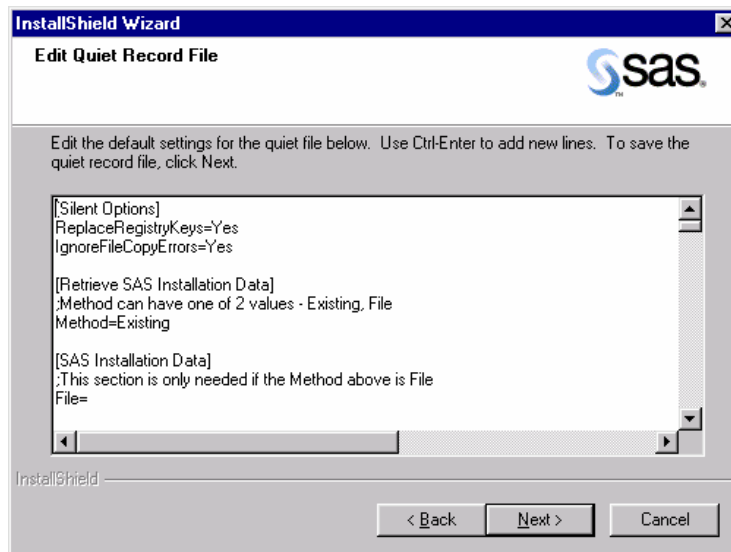 InstallShield Wizard
Edit Quiet Record File
sas.
TM
Edit the default settings for the quiet file below. Use Ctrl-Enter to add new lines. To save the
quiet record file, click Next.
[Silent Options]
ReplaceRegistryKeys=Yes
IgnoreFileCopyErrors=Yes
[Retrieve SAS Installation Data]
;Method can have one of 2 values - Existing, File
Method=Existing
[SAS Installation Data]
;This section is only needed if the Method above is File
File=
InstallShield
< Back
Next >
Cancel